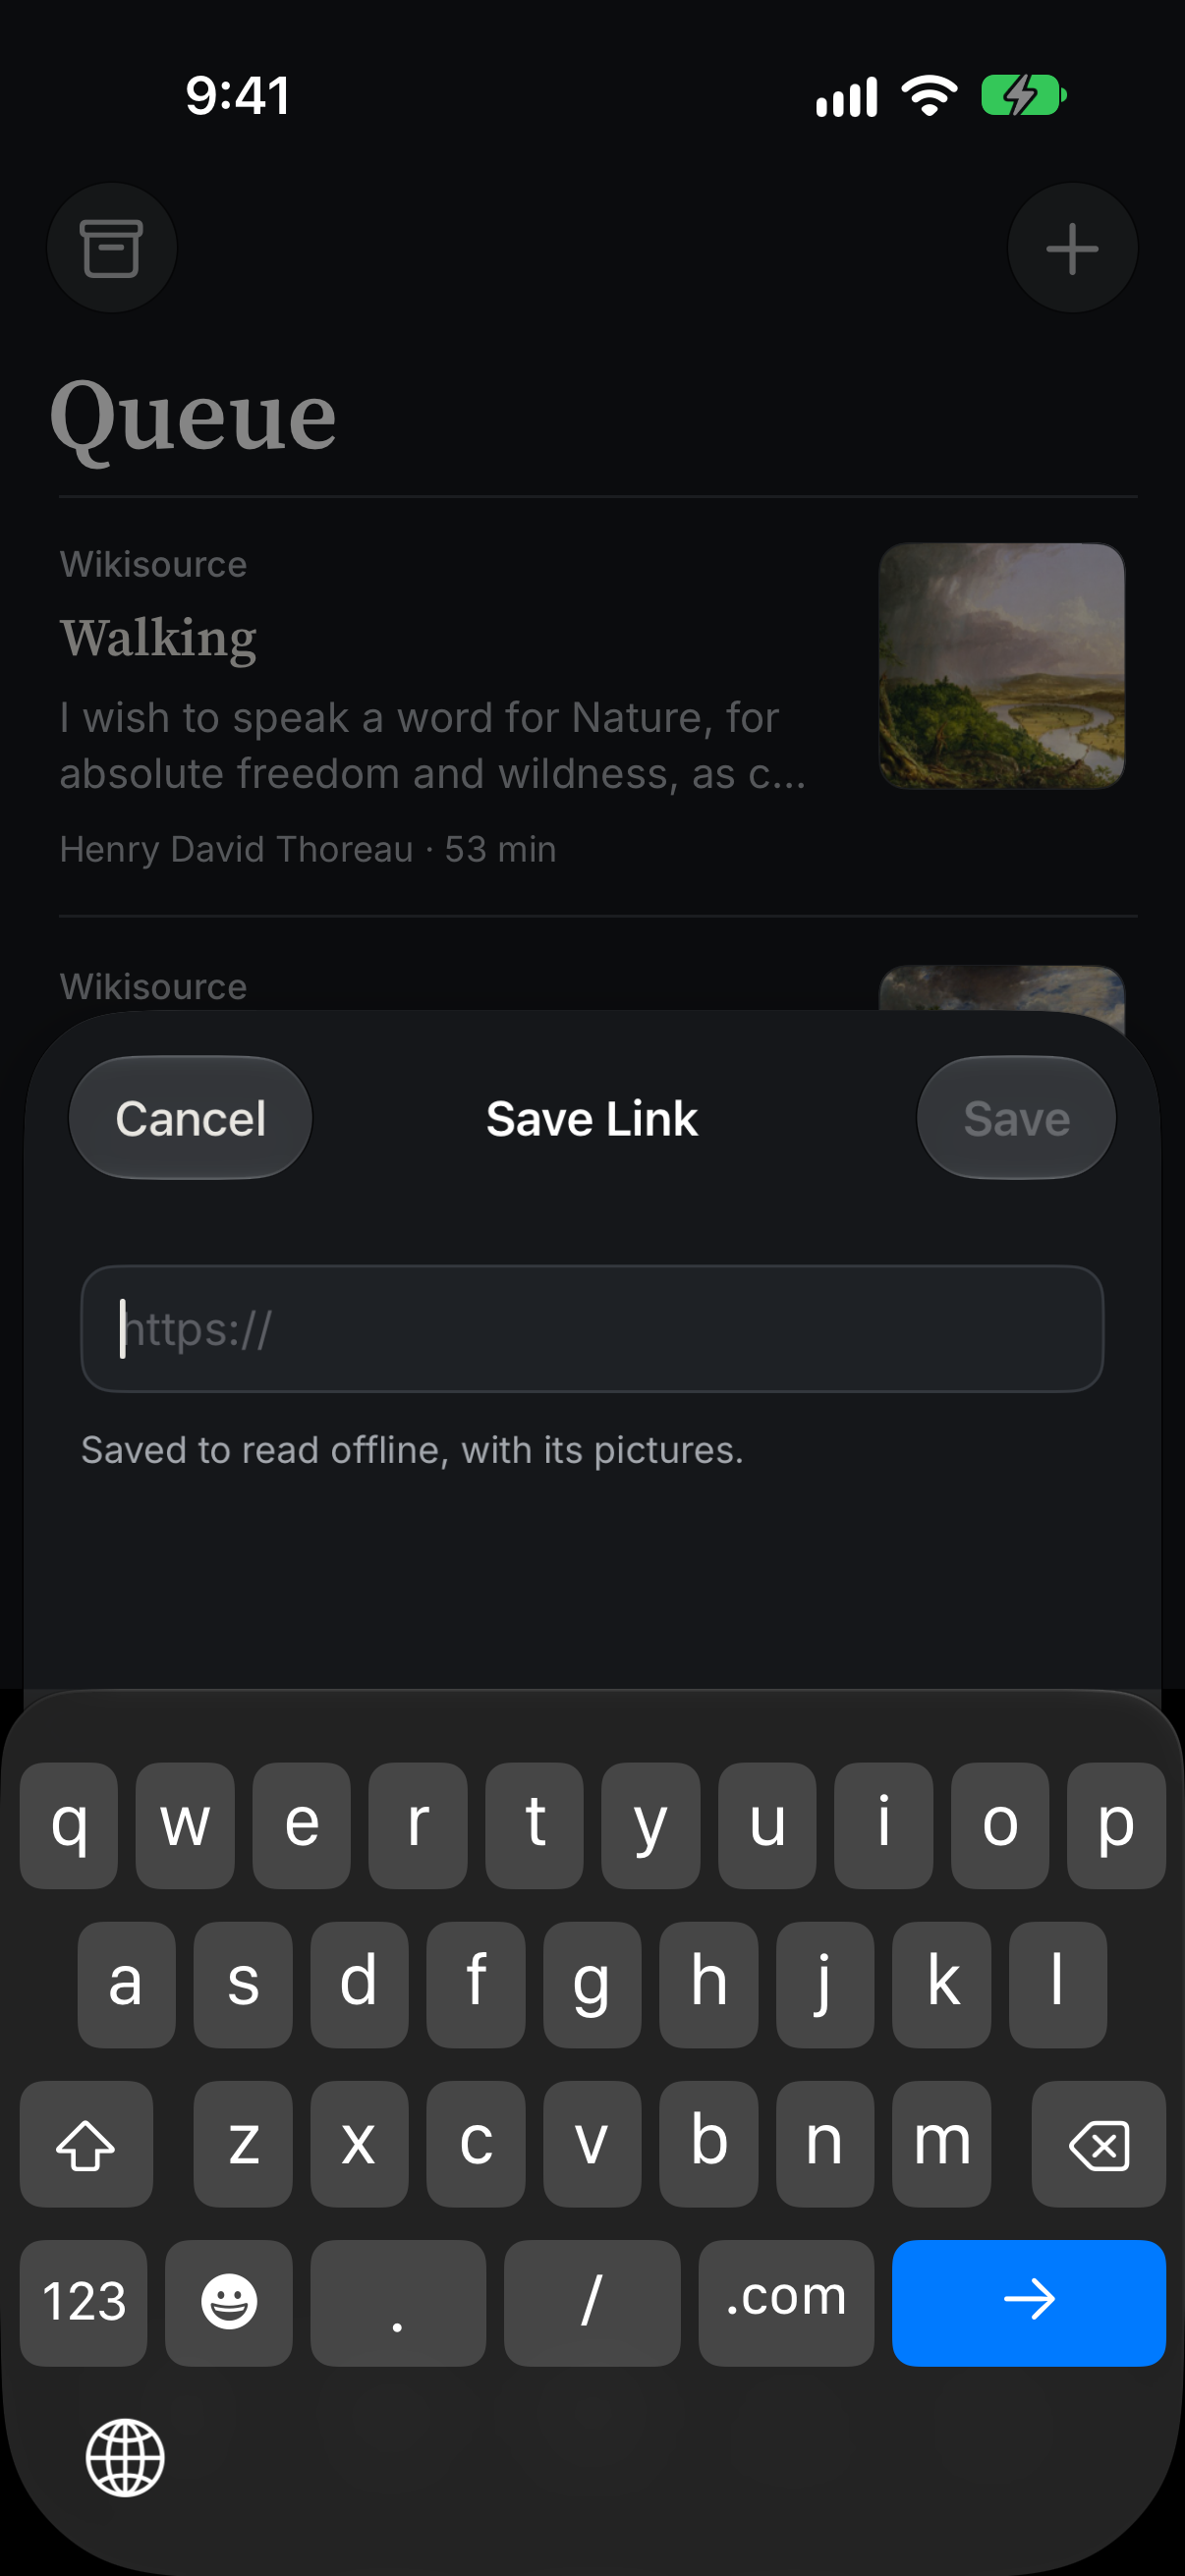 9:41
Queue
Wikisource
Walking
I wish to speak a word for Nature, for
absolute freedom and wildness, as c...
Henry David Thoreau · 53 min
Wikisource
Cancel
Save Link
Save
https://
Saved to read offline, with its pictures.
q w e r t y u i o p
a s d f g h j k l
z x c v b n m
123 . / .com